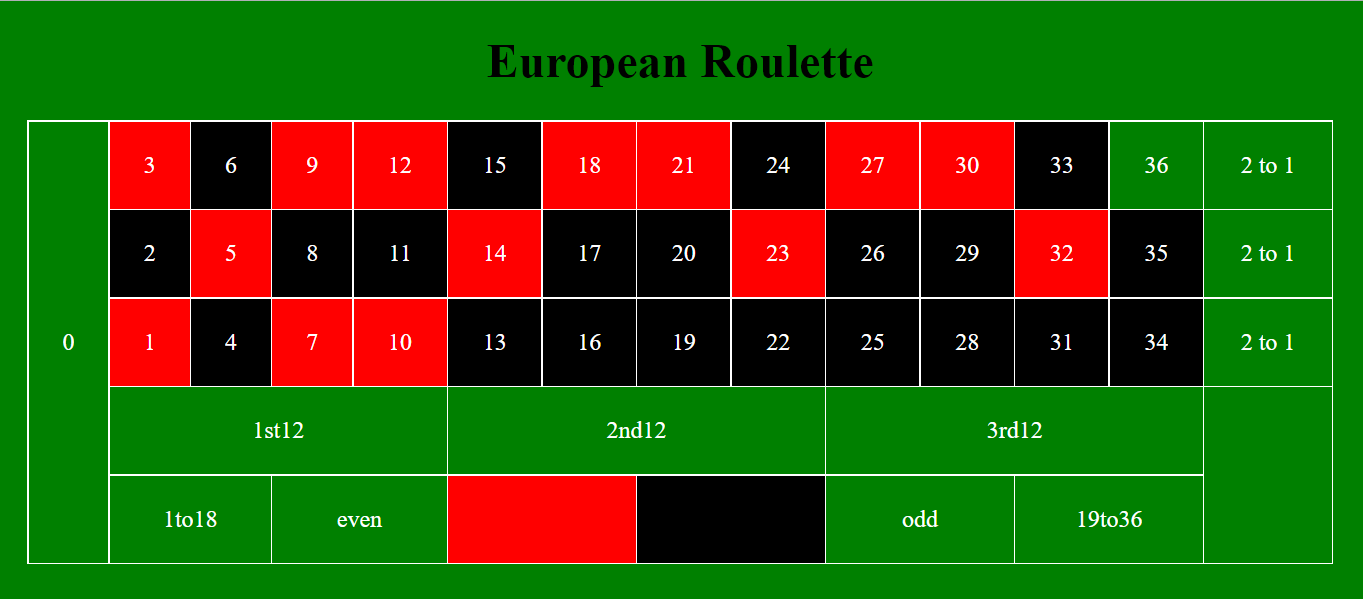 European Roulette
3 6 9 12 15 18 21 24 27 30 33 36 2 to 1
2 5 8 11 14 17 20 23 26 29 32 35 2 to 1
0 1 4 7 10 13 16 19 22 25 28 31 34 2 to 1
1st12 2nd12 3rd12
1to18 even odd 19to36